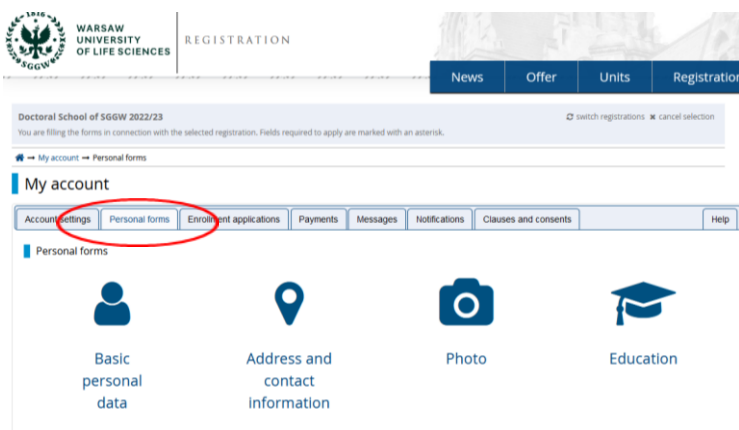 1816
SGGW
WARSAW
UNIVERSITY
OF LIFE SCIENCES
REGISTRATION
News Offer Units Registration
Doctoral School of SGGW 2022/23
switch registrations cancel selection
You are filling the forms in connection with the selected registration. Fields required to apply are marked with an asterisk.
→ My account → Personal forms
My account
Account settings Personal forms Enrollment applications Payments Messages Notifications Clauses and consents Help
Personal forms
Basic
personal
data
Address and
contact
information
Photo
Education